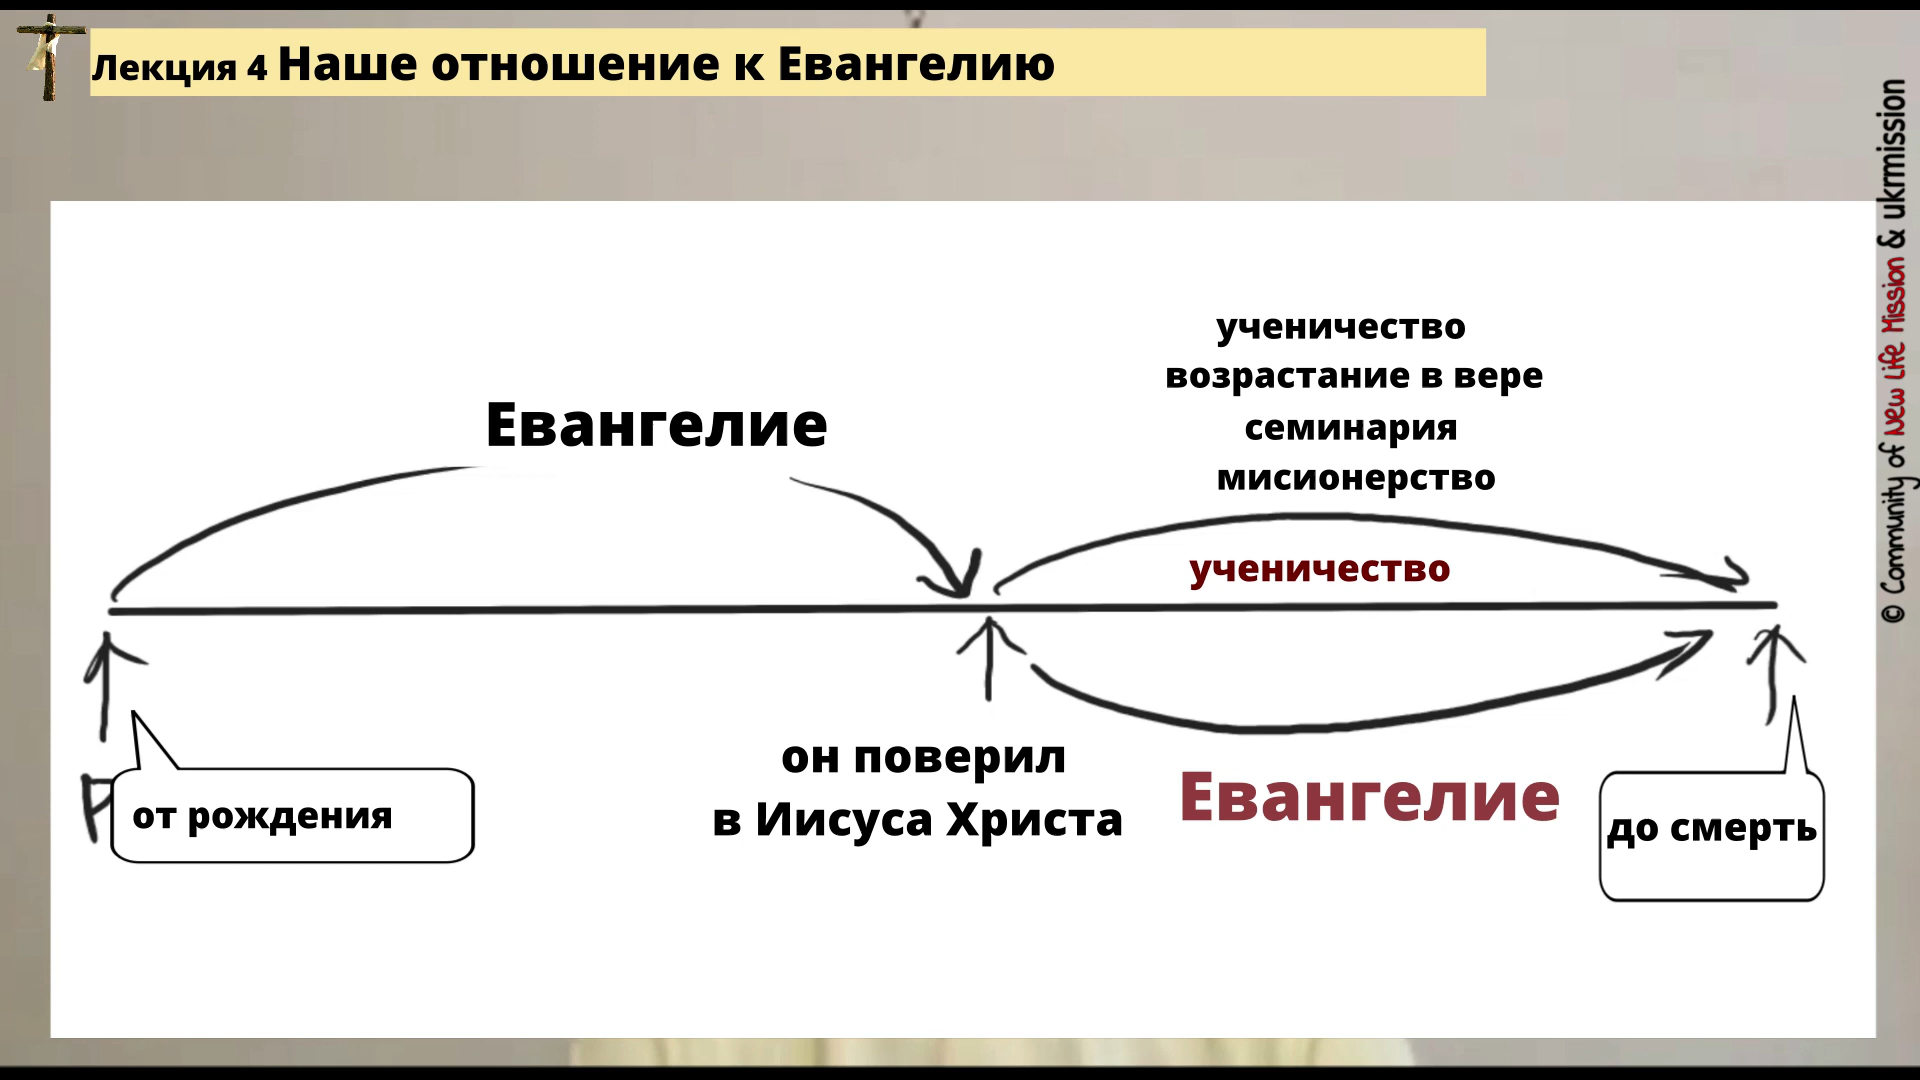 Лекция 4 Наше отношение к Евангелию
© Community of New Life Mission & ukrmission
ученичество
возрастание в вере
семинария
мисионерство
Евангелие
ученичество
он поверил
в Иисуса Христа
Евангелие
от рождения
до смерть